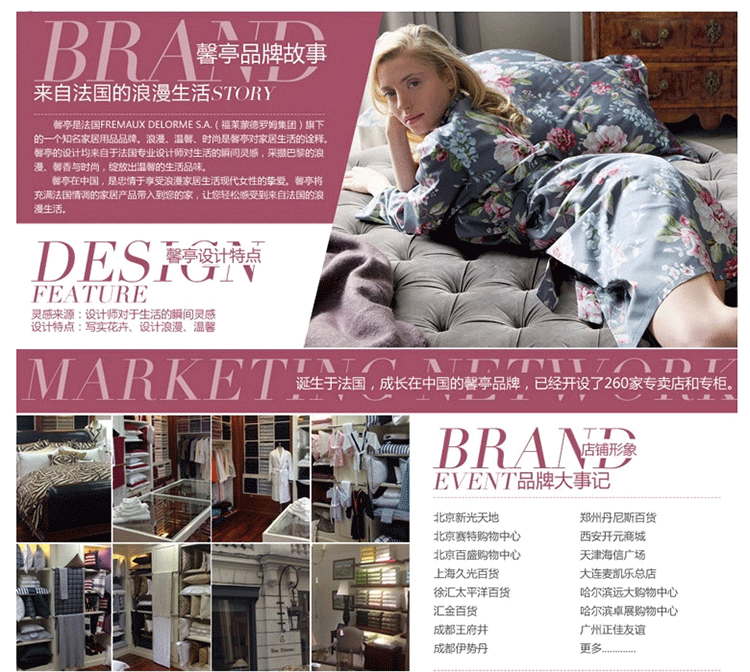 BRAND
馨亭品牌故事
来自法国的浪漫生活STORY
馨亭是法国FREMAUX DELORME S.A.（福莱蒙德罗姆集团）旗下
的一个知名家居用品品牌。浪漫、温馨、时尚是馨亭对家居生活的诠释。
馨亭的设计均来自于法国专业设计师对生活的瞬间灵感，采撷巴黎的浪
漫、馨香与时尚，绽放出温馨的生活品味。
馨亭在中国，是忠情于享受浪漫家居生活现代女性的挚爱。馨亭将
充满法国情调的家居产品带入到您的家，让您轻松感受到来自法国的浪
漫生活。
DESIGN
馨亭设计特点
FEATURE
灵感来源：设计师对于生活的瞬间灵感
设计特点：写实花卉、设计浪漫、温馨
MARKETING NETWORK
诞生于法国，成长在中国的馨亭品牌，已经开设了260家专卖店和专柜。
BRAND
店铺形象
EVENT品牌大事记
北京新光天地
北京赛特购物中心
北京百盛购物中心
上海久光百货
徐汇太平洋百货
汇金百货
成都王府井
成都伊势丹
郑州丹尼斯百货
西安开元商城
天津海信广场
大连麦凯乐总店
哈尔滨远大购物中心
哈尔滨卓展购物中心
广州正佳友谊
更多.............